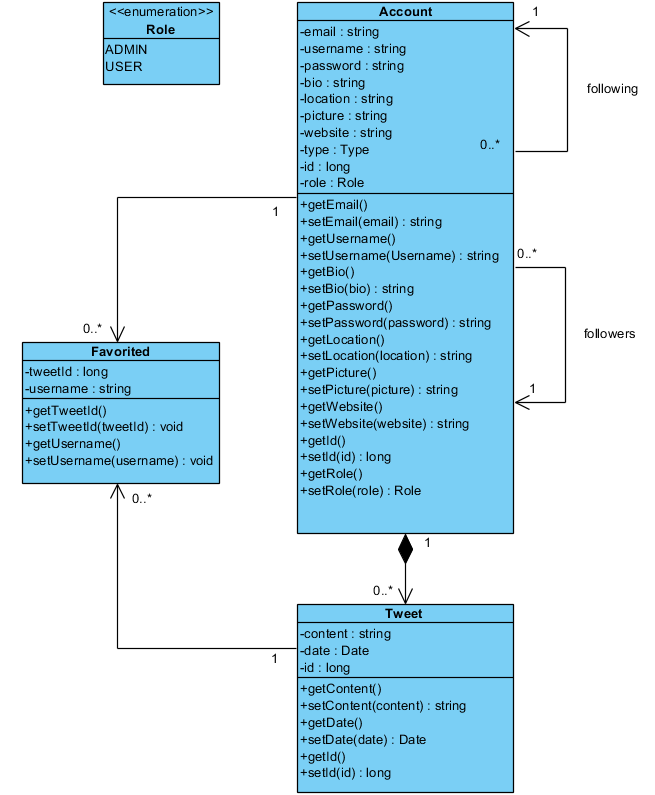 <<enumeration>>
Role
ADMIN
USER
Account
-email : string
-username : string
-password : string
-bio : string
-location : string
-picture : string
-website : string
-type : Type
-id : long
-role : Role
+getEmail()
+setEmail(email) : string
+getUsername()
+setUsername(Username) : string
+getBio()
+setBio(bio) : string
+getPassword()
+setPassword(password) : string
+getLocation()
+setLocation(location) : string
+getPicture()
+setPicture(picture) : string
+getWebsite()
+setWebsite(website) : string
+getId()
+setId(id) : long
+getRole()
+setRole(role) : Role
1
following
0..*
0..*
followers
1
1
0..*
Favorited
-tweetId : long
-username : string
+getTweetId()
+setTweetId(tweetId) : void
+getUsername()
+setUsername(username) : void
0..*
1
1
0..*
Tweet
-content : string
-date : Date
-id : long
+getContent()
+setContent(content) : string
+getDate()
+setDate(date) : Date
+getId()
+setId(id) : long